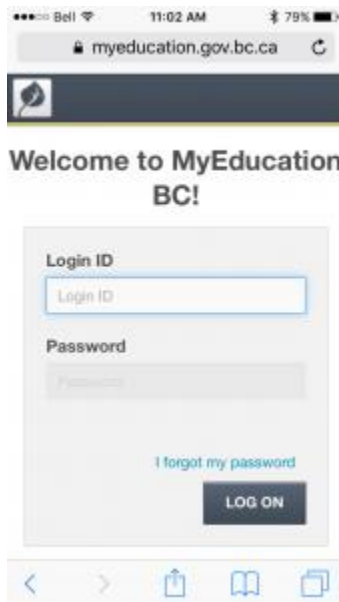 Bell 11:02 AM 79%
myeducation.gov.bc.ca
Welcome to MyEducation
BC!
Login ID
Login ID
Password
Password
I forgot my password
LOG ON